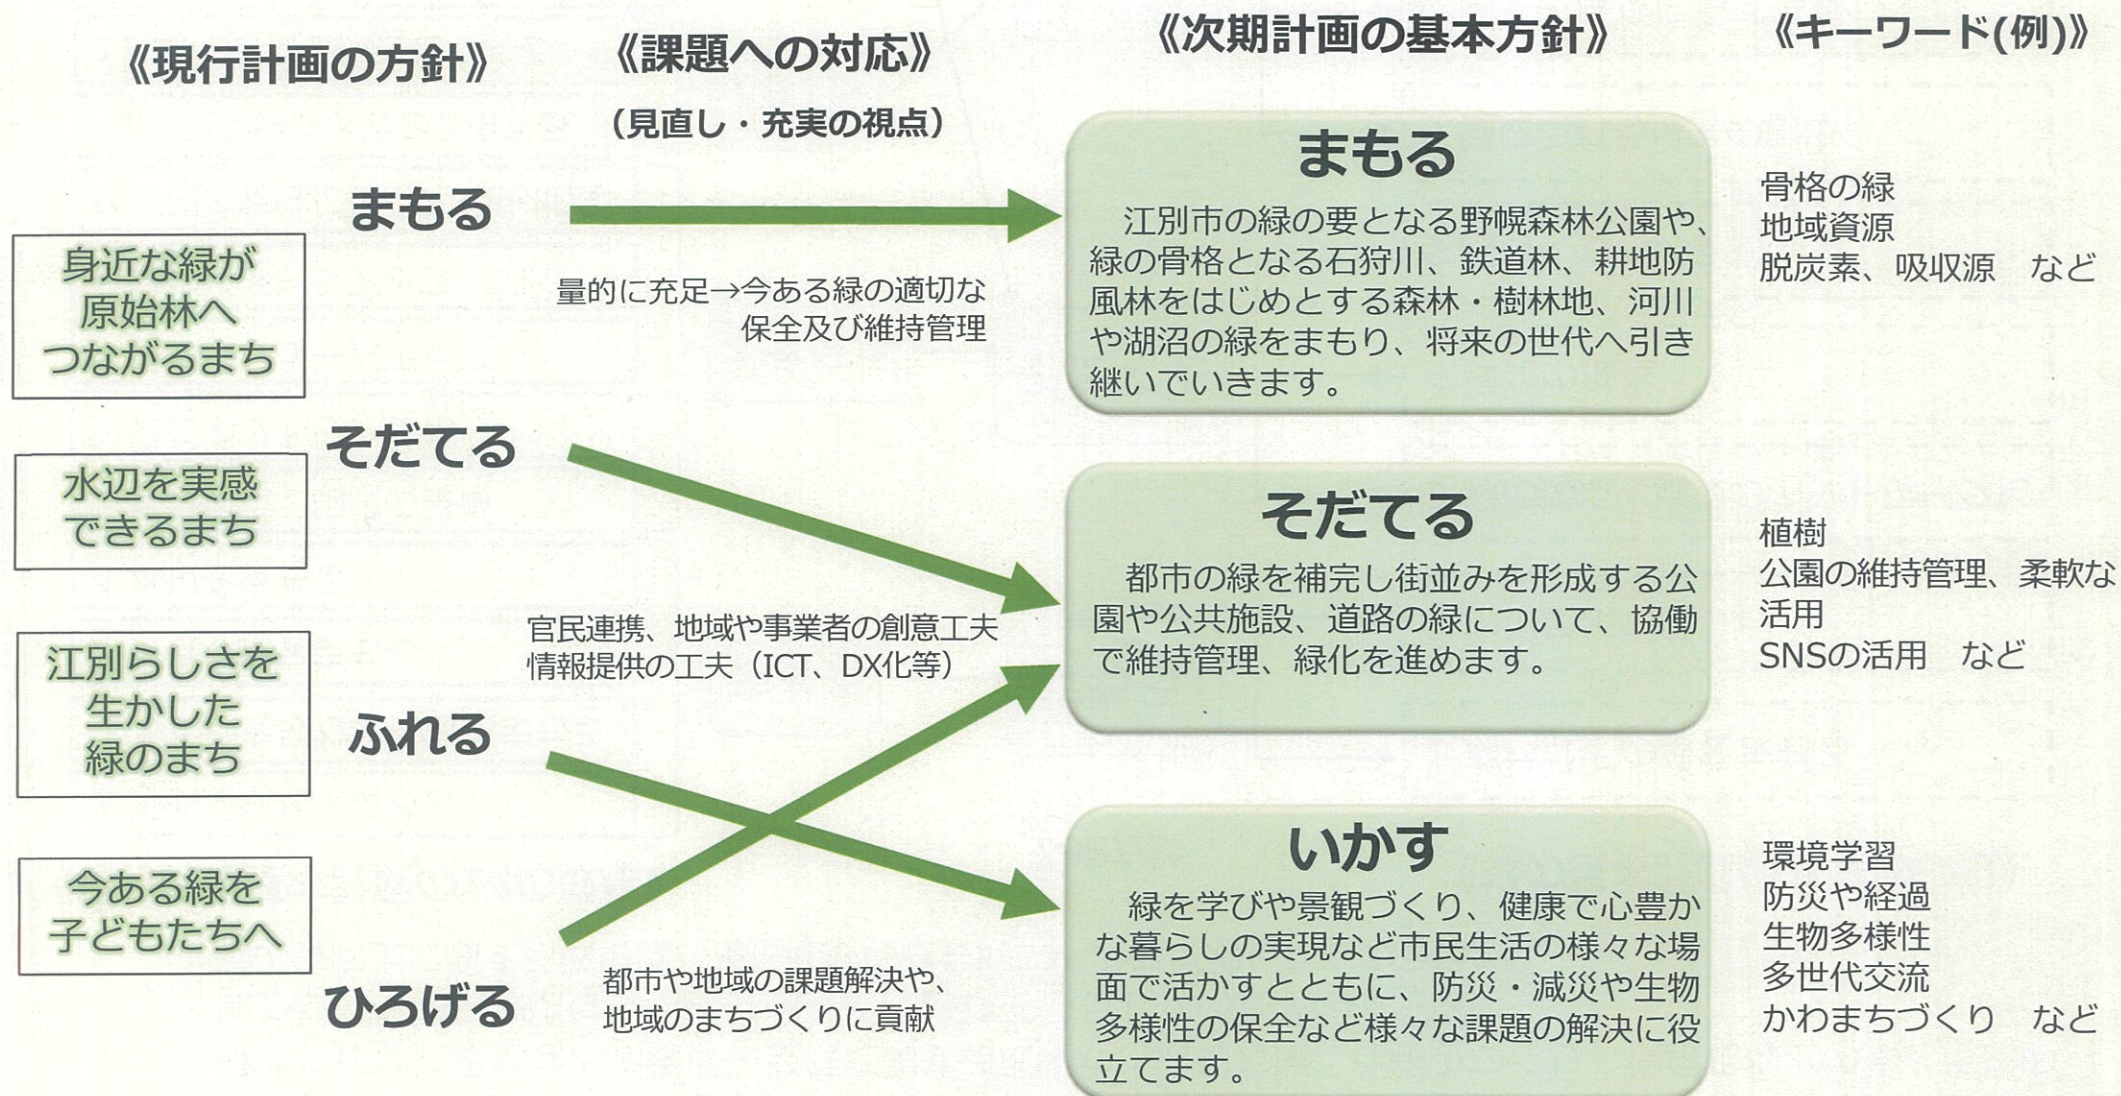 《現行計画の方針》
《課題への対応》
（見直し・充実の視点）
《次期計画の基本方針》
《キーワード(例)》
身近な緑が
原始林へ
つながるまち
水辺を実感
できるまち
江別らしさを
生かした
緑のまち
今ある緑を
子どもたちへ
まもる
そだてる
ふれる
ひろげる
量的に充足→今ある緑の適切な
保全及び維持管理
官民連携、地域や事業者の創意工夫
情報提供の工夫（ICT、DX化等）
都市や地域の課題解決や、
地域のまちづくりに貢献
まもる
江別市の緑の要となる野幌森林公園や、
緑の骨格となる石狩川、鉄道林、耕地防
風林をはじめとする森林・樹林地、河川
や湖沼の緑をまもり、将来の世代へ引き
継いでいきます。
骨格の緑
地域資源
脱炭素、吸収源　など
そだてる
都市の緑を補完し街並みを形成する公
園や公共施設、道路の緑について、協働
で維持管理、緑化を進めます。
植樹
公園の維持管理、柔軟な
活用
SNSの活用　など
いかす
緑を学びや景観づくり、健康で心豊か
な暮らしの実現など市民生活の様々な場
面で活かすとともに、防災・減災や生物
多様性の保全など様々な課題の解決に役
立てます。
環境学習
防災や経過
生物多様性
多世代交流
かわまちづくり　など